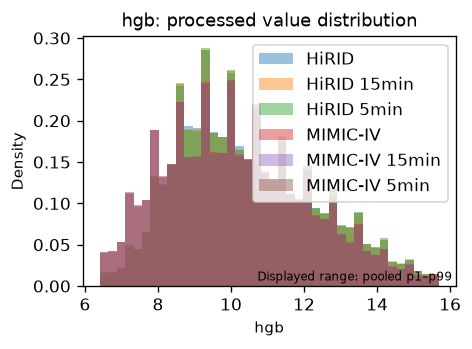 hgb: processed value distribution
Density
0.30
0.25
0.20
0.15
0.10
0.05
0.00
HiRID
HiRID 15min
HiRID 5min
MIMIC-IV
MIMIC-IV 15min
MIMIC-IV 5min
Displayed range: pooled p1–p99
6 8 10 12 14 16
hgb